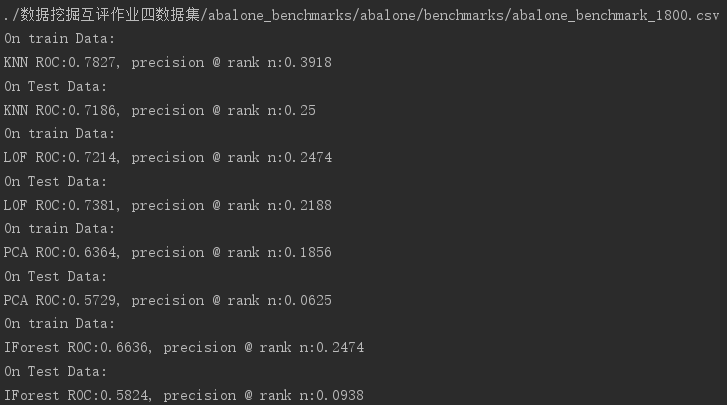 ./数据挖掘互评作业四数据集/abalone_benchmarks/abalone/benchmarks/abalone_benchmark_1800.csv
On train Data:
KNN ROC:0.7827, precision @ rank n:0.3918
On Test Data:
KNN ROC:0.7186, precision @ rank n:0.25
On train Data:
LOF ROC:0.7214, precision @ rank n:0.2474
On Test Data:
LOF ROC:0.7381, precision @ rank n:0.2188
On train Data:
PCA ROC:0.6364, precision @ rank n:0.1856
On Test Data:
PCA ROC:0.5729, precision @ rank n:0.0625
On train Data:
IForest ROC:0.6636, precision @ rank n:0.2474
On Test Data:
IForest ROC:0.5824, precision @ rank n:0.0938